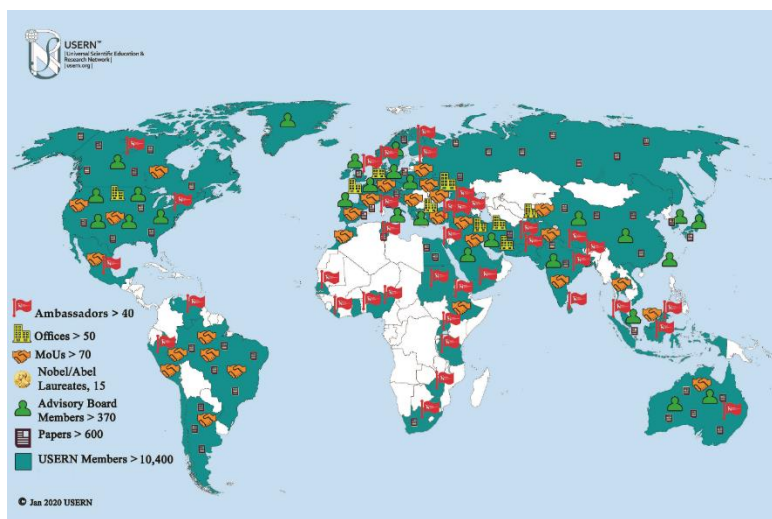 USERN™
|Universal Scientific Education &
Research Network|
|usern.org|
Ambassadors > 40
Offices > 50
MoUs > 70
Nobel/Abel
Laureates, 15
Advisory Board
Members > 370
Papers > 600
USERN Members > 10,400
© Jan 2020 USERN